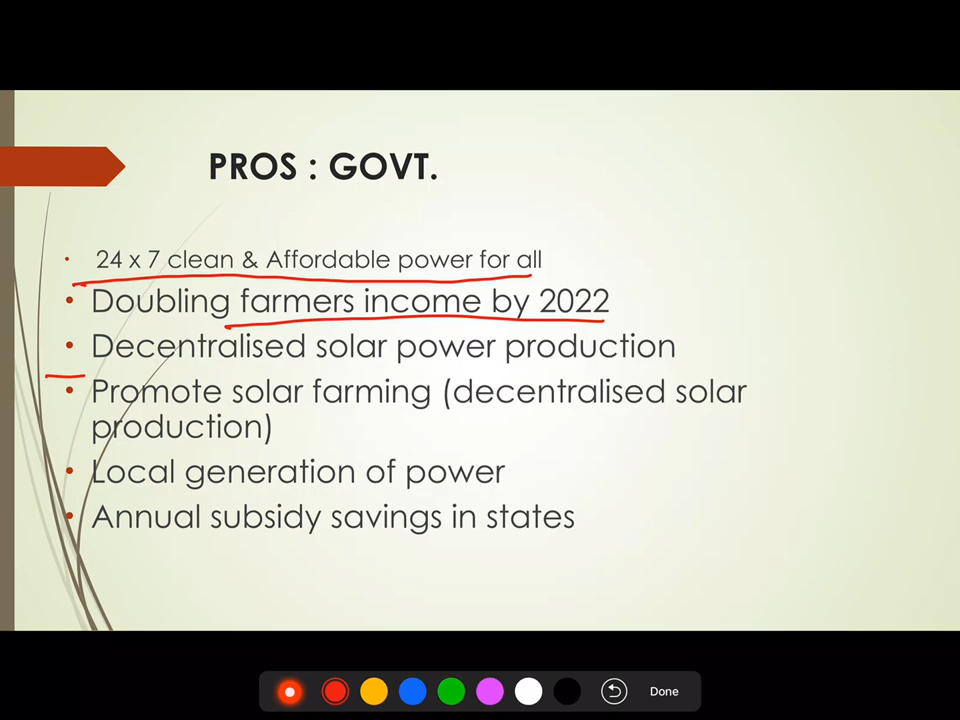 PROS : GOVT.
• 24 x 7 clean & Affordable power for all
• Doubling farmers income by 2022
• Decentralised solar power production
• Promote solar farming (decentralised solar
production)
• Local generation of power
• Annual subsidy savings in states
Done